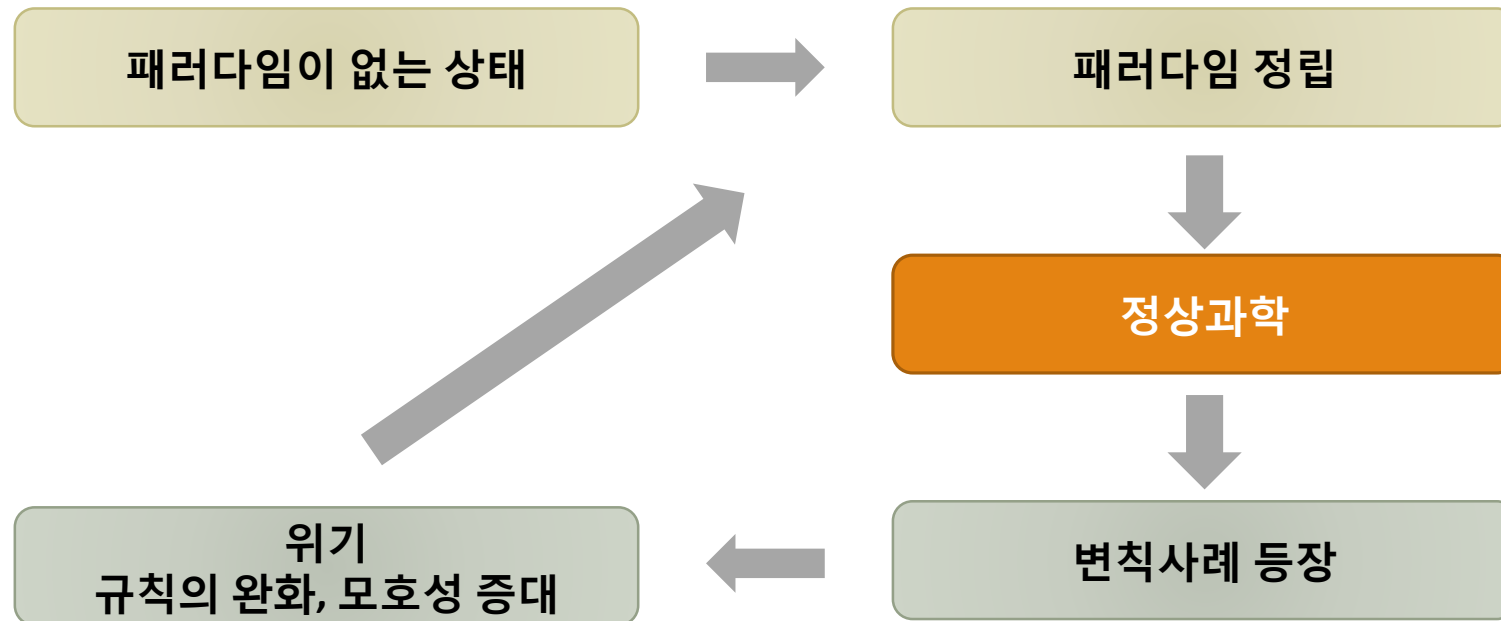 패러다임이 없는 상태
패러다임 정립
정상과학
변칙사례 등장
위기
규칙의 완화, 모호성 증대